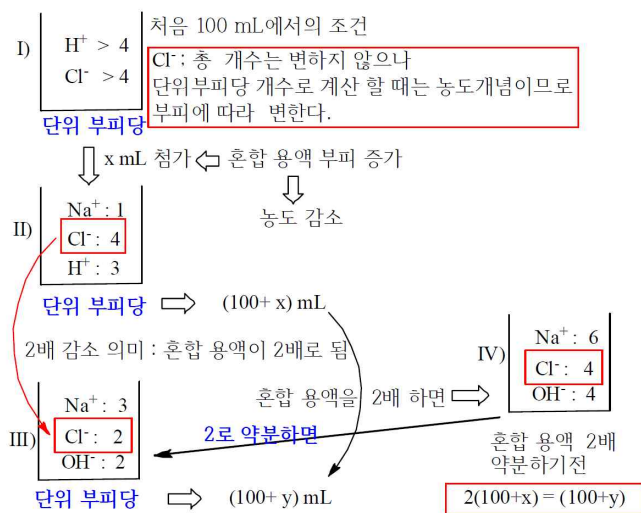 처음 100 mL에서의 조건
I)
H⁺ > 4
Cl⁻ >4
단위 부피당
Cl⁻; 총 개수는 변하지 않으나
단위부피당 개수로 계산 할 때는 농도개념이므로
부피에 따라 변한다.
x mL 첨가
혼합 용액 부피 증가
농도 감소
II)
Na⁺: 1
Cl⁻: 4
H⁺: 3
단위 부피당
(100+ x) mL
2배 감소 의미 : 혼합 용액이 2배로 됨
혼합 용액을 2배 하면
IV)
Na⁺: 6
Cl⁻: 4
OH⁻: 4
2로 약분하면
III)
Na⁺: 3
Cl⁻: 2
OH⁻: 2
단위 부피당
(100+ y) mL
혼합 용액 2배
약분하기전
2(100+x) = (100+y)